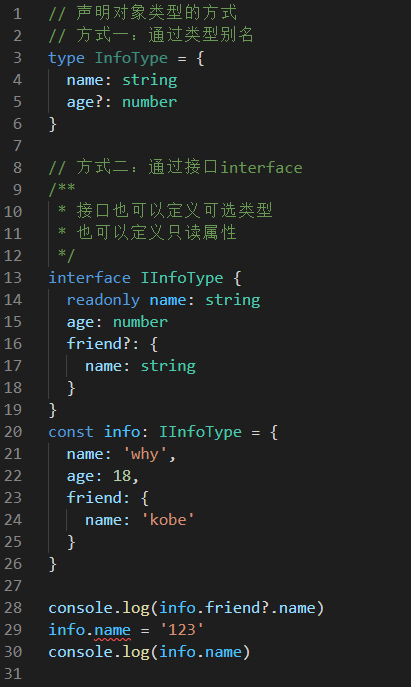 1 // 声明对象类型的方式
2 // 方式一：通过类型别名
3 type InfoType = {
4   name: string
5   age?: number
6 }
7
8 // 方式二：通过接口interface
9 /**
10  * 接口也可以定义可选类型
11  * 也可以定义只读属性
12  */
13 interface IInfoType {
14   readonly name: string
15   age: number
16   friend?: {
17     name: string
18   }
19 }
20 const info: IInfoType = {
21   name: 'why',
22   age: 18,
23   friend: {
24     name: 'kobe'
25   }
26 }
27
28 console.log(info.friend?.name)
29 info.name = '123'
30 console.log(info.name)
31